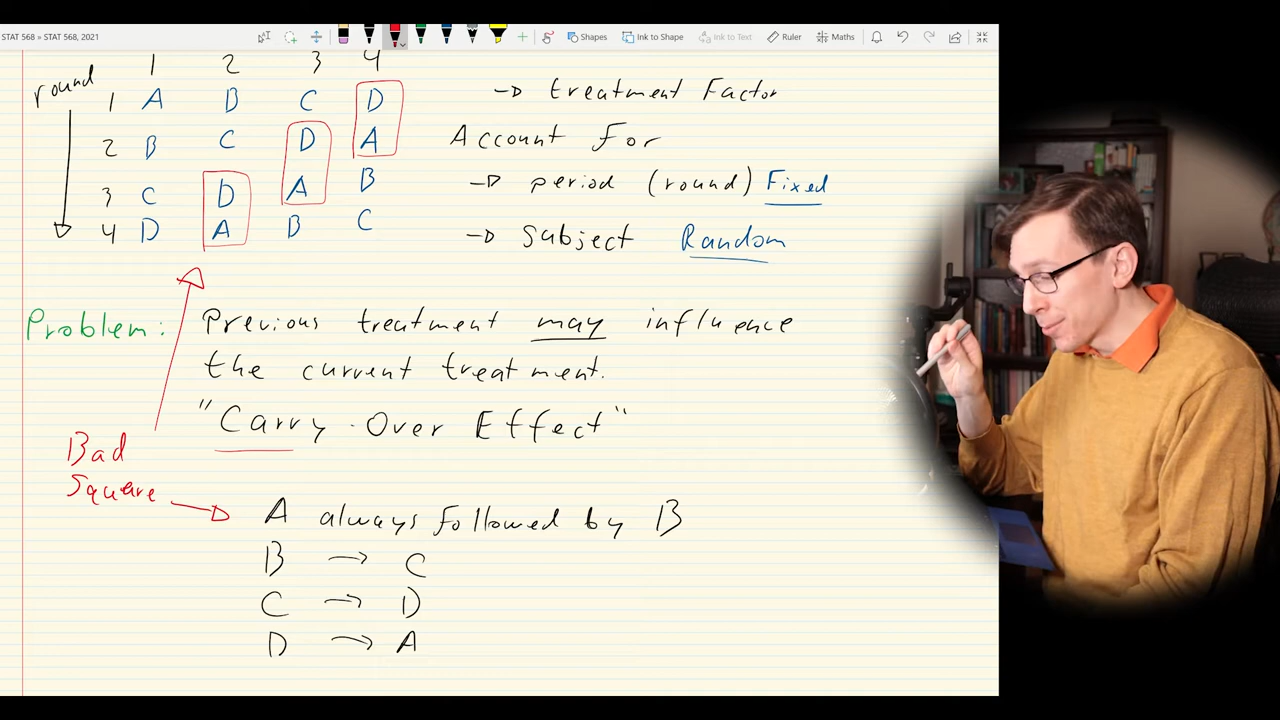 STAT 568 » STAT 568, 2021
Shapes Ink to Shape Ink to Text Ruler Maths
1 2 3 4
round
1 A B C D
2 B C D A
3 C D A B
4 D A B C
→ treatment Factor
Account for
→ period (round) Fixed
→ Subject Random
Problem: Previous treatment may influence
the current treatment.
"Carry-Over Effect"
Bad
Square
A always followed by B
B → C
C → D
D → A